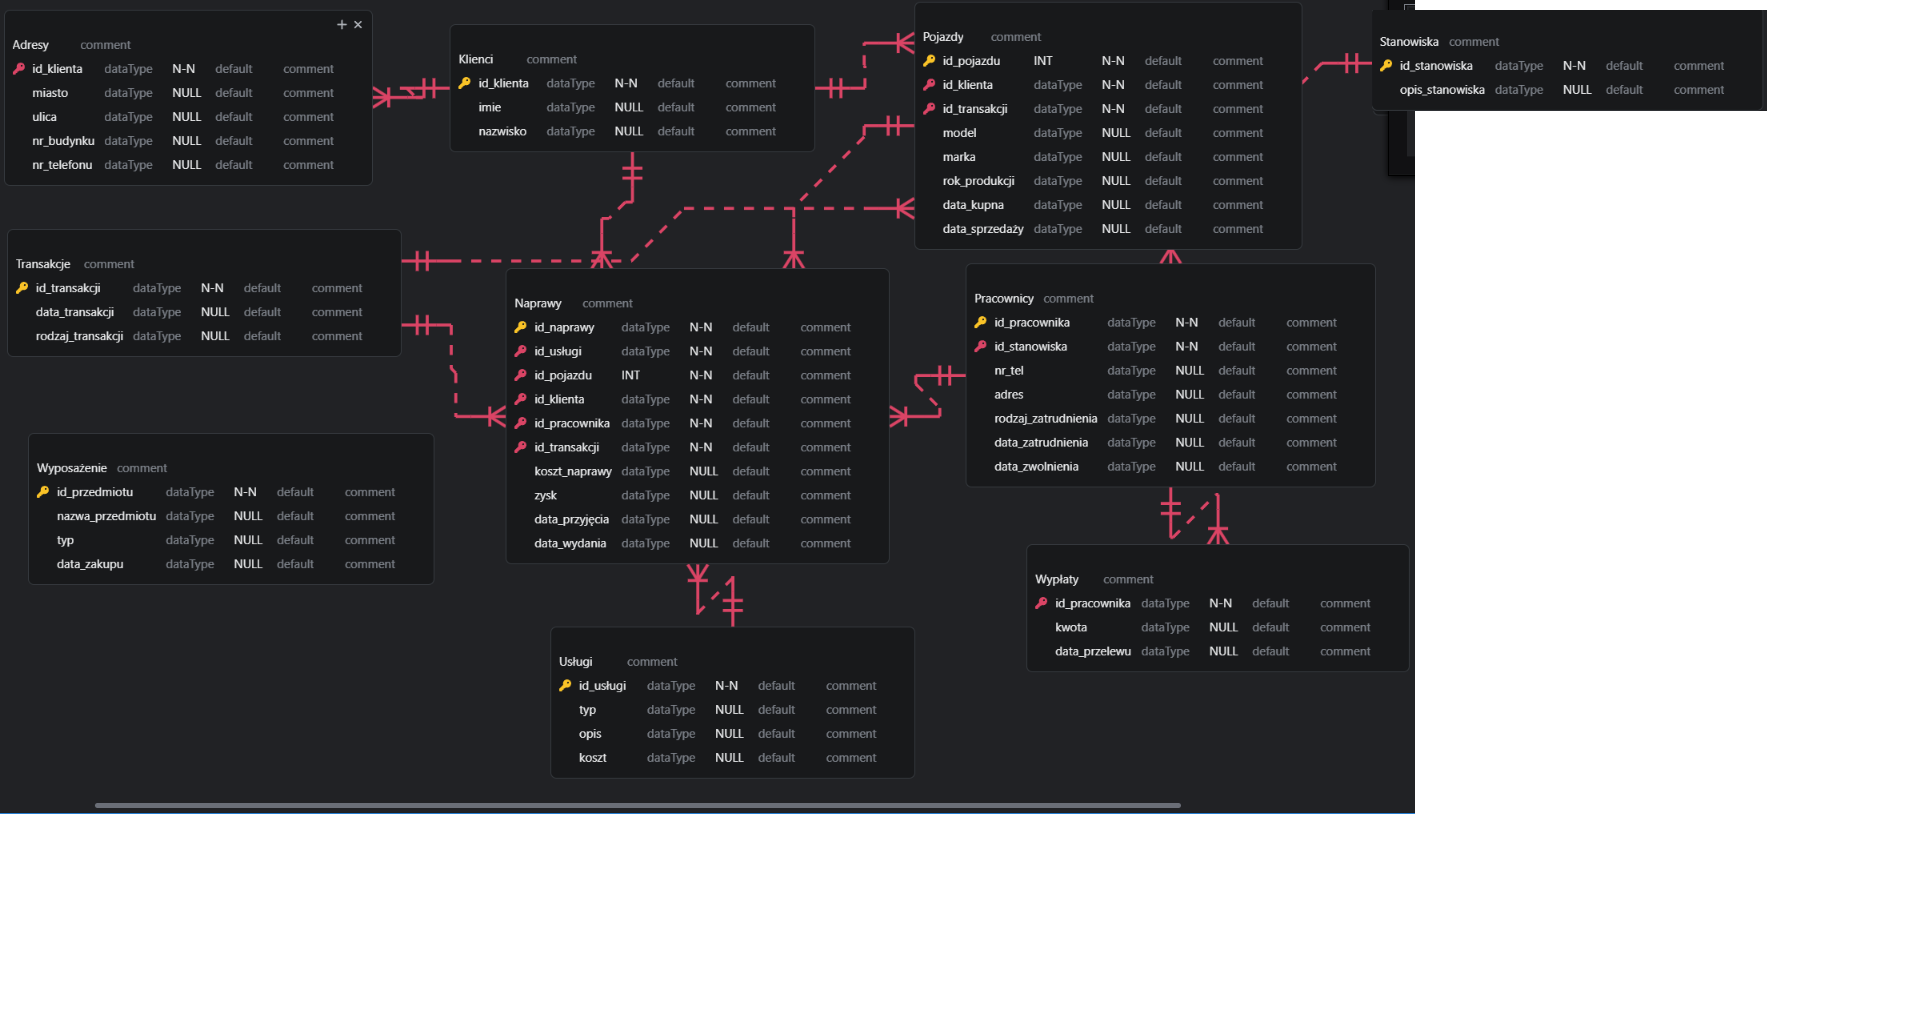 Adresy comment
id_klienta dataType N-N default comment
miasto dataType NULL default comment
ulica dataType NULL default comment
nr_budynku dataType NULL default comment
nr_telefonu dataType NULL default comment
Klienci comment
id_klienta dataType N-N default comment
imie dataType NULL default comment
nazwisko dataType NULL default comment
Pojazdy comment
id_pojazdu INT N-N default comment
id_klienta dataType N-N default comment
id_transakcji dataType N-N default comment
model dataType NULL default comment
marka dataType NULL default comment
rok_produkcji dataType NULL default comment
data_kupna dataType NULL default comment
data_sprzedaży dataType NULL default comment
Stanowiska comment
id_stanowiska dataType N-N default comment
opis_stanowiska dataType NULL default comment
Transakcje comment
id_transakcji dataType N-N default comment
data_transakcji dataType NULL default comment
rodzaj_transakcji dataType NULL default comment
Naprawy comment
id_naprawy dataType N-N default comment
id_usługi dataType N-N default comment
id_pojazdu INT N-N default comment
id_klienta dataType N-N default comment
id_pracownika dataType N-N default comment
id_transakcji dataType N-N default comment
koszt_naprawy dataType NULL default comment
zysk dataType NULL default comment
data_przyjęcia dataType NULL default comment
data_wydania dataType NULL default comment
Pracownicy comment
id_pracownika dataType N-N default comment
id_stanowiska dataType N-N default comment
nr_tel dataType NULL default comment
adres dataType NULL default comment
rodzaj_zatrudnienia dataType NULL default comment
data_zatrudnienia dataType NULL default comment
data_zwolnienia dataType NULL default comment
Wyposażenie comment
id_przedmiotu dataType N-N default comment
nazwa_przedmiotu dataType NULL default comment
typ dataType NULL default comment
data_zakupu dataType NULL default comment
Wypłaty comment
id_pracownika dataType N-N default comment
kwota dataType NULL default comment
data_przelewu dataType NULL default comment
Usługi comment
id_usługi dataType N-N default comment
typ dataType NULL default comment
opis dataType NULL default comment
koszt dataType NULL default comment